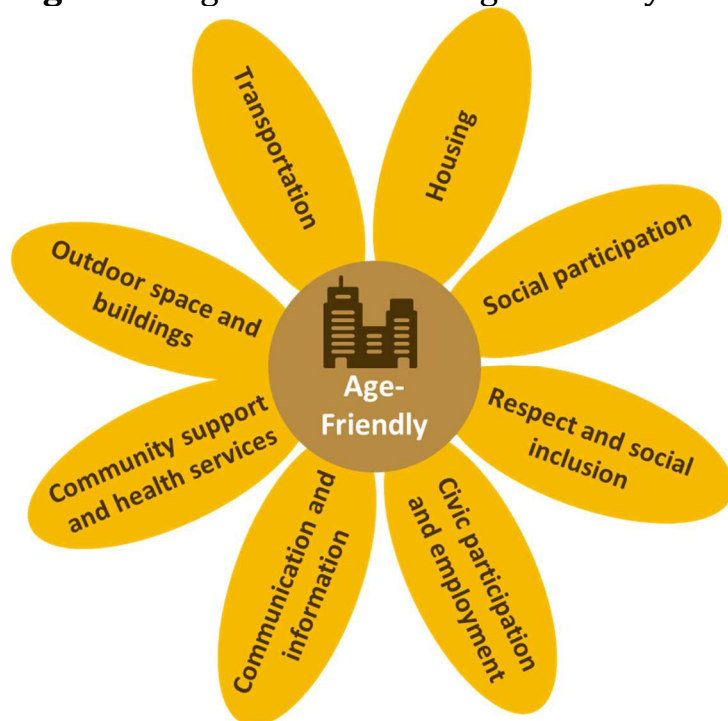 Transportation
Housing
Social participation
Respect and social
inclusion
Civic participation
and employment
Communication and
information
Community support
and health services
Outdoor space and
buildings
Age-
Friendly